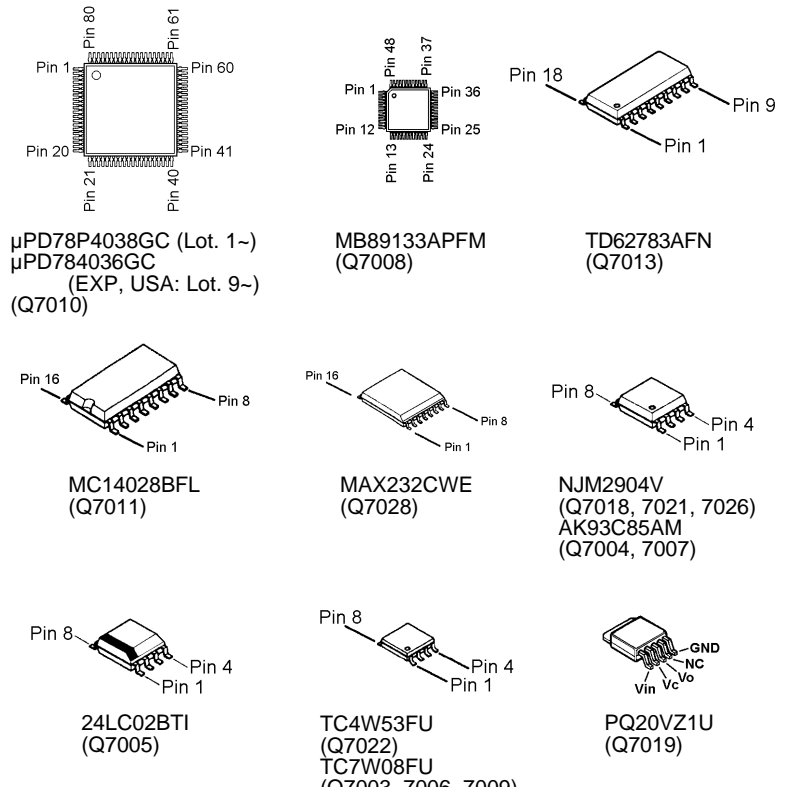 Pin 80
Pin 61
Pin 1
Pin 60
Pin 20
Pin 41
Pin 21
Pin 40
µPD78P4038GC (Lot. 1~)
µPD784036GC
(EXP, USA: Lot. 9~)
(Q7010)
Pin 48
Pin 37
Pin 1
Pin 36
Pin 12
Pin 25
Pin 13
Pin 24
MB89133APFM
(Q7008)
Pin 18
Pin 9
Pin 1
TD62783AFN
(Q7013)
Pin 16
Pin 8
Pin 1
MC14028BFL
(Q7011)
Pin 16
Pin 8
Pin 1
MAX232CWE
(Q7028)
Pin 8
Pin 4
Pin 1
NJM2904V
(Q7018, 7021, 7026)
AK93C85AM
(Q7004, 7007)
Pin 8
Pin 4
Pin 1
24LC02BTI
(Q7005)
Pin 8
Pin 4
Pin 1
TC4W53FU
(Q7022)
TC7W08FU
(Q7003, 7006, 7009)
GND
NC
Vo
Vc
Vin
PQ20VZ1U
(Q7019)